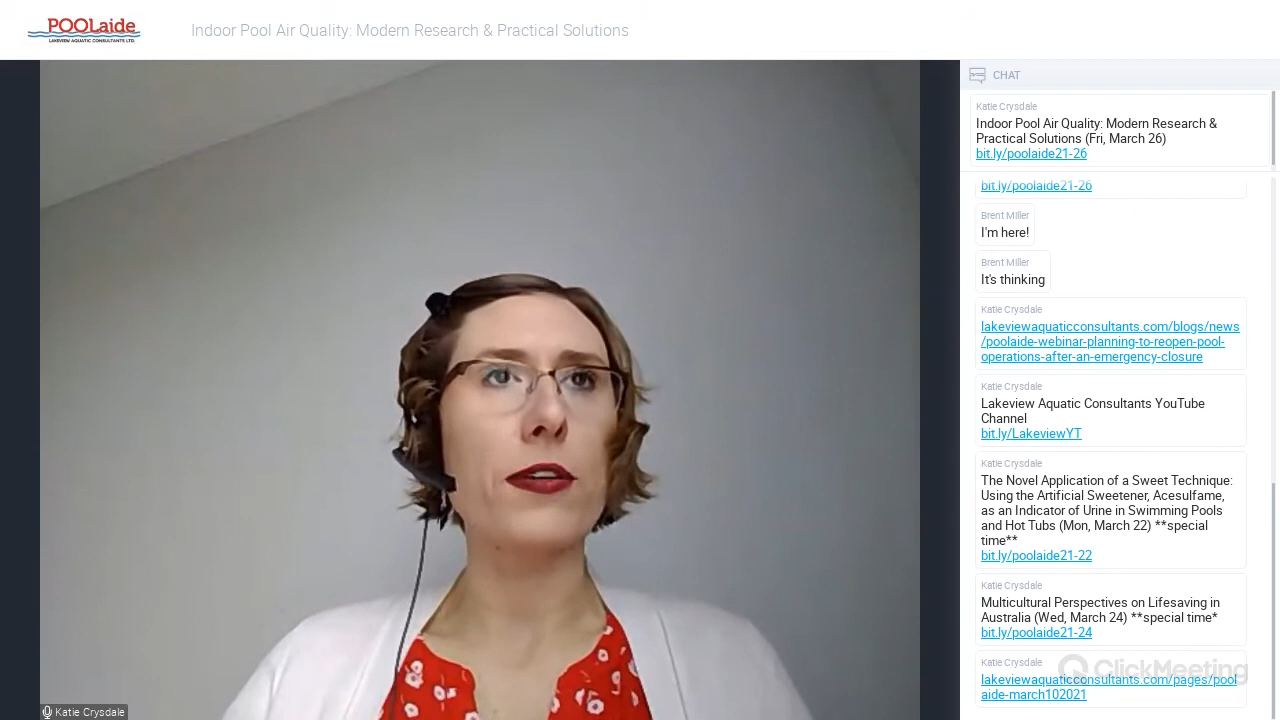 POOLaide
LAKEVIEW AQUATIC CONSULTANTS LTD.
Indoor Pool Air Quality: Modern Research & Practical Solutions
CHAT
Katie Crysdale
Indoor Pool Air Quality: Modern Research &
Practical Solutions (Fri, March 26)
bit.ly/poolaide21-26
bit.ly/poolaide21-26
Brent Miller
I'm here!
Brent Miller
It's thinking
Katie Crysdale
lakeviewaquaticconsultants.com/blogs/news
/poolaide-webinar-planning-to-reopen-pool-
operations-after-an-emergency-closure
Katie Crysdale
Lakeview Aquatic Consultants YouTube
Channel
bit.ly/LakeviewYT
Katie Crysdale
The Novel Application of a Sweet Technique:
Using the Artificial Sweetener, Acesulfame,
as an Indicator of Urine in Swimming Pools
and Hot Tubs (Mon, March 22) **special
time**
bit.ly/poolaide21-22
Katie Crysdale
Multicultural Perspectives on Lifesaving in
Australia (Wed, March 24) **special time*
bit.ly/poolaide21-24
Katie Crysdale
lakeviewaquaticconsultants.com/pages/pool
aide-march102021
ClickMeeting
Katie Crysdale